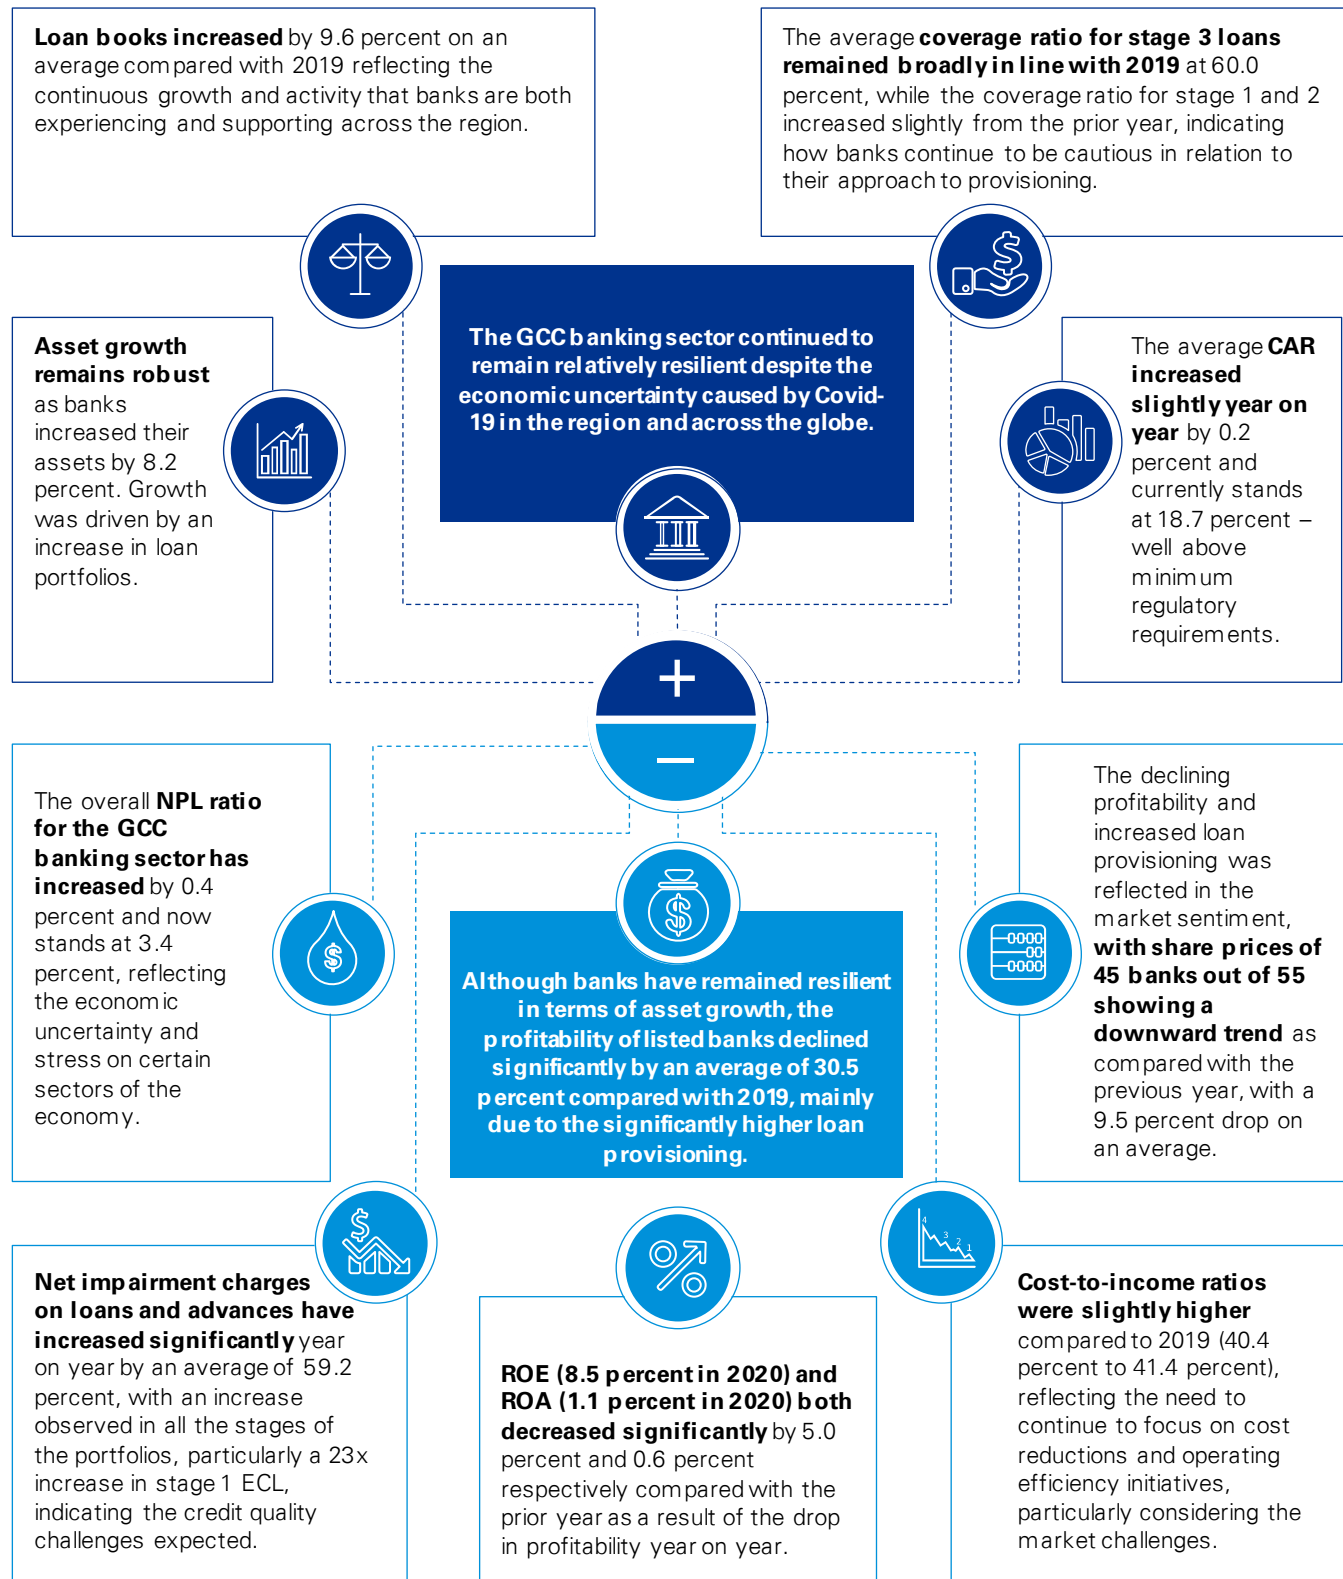 Loan books increased by 9.6 percent on an
average compared with 2019 reflecting the
continuous growth and activity that banks are both
experiencing and supporting across the region.
The average coverage ratio for stage 3 loans
remained broadly in line with 2019 at 60.0
percent, while the coverage ratio for stage 1 and 2
increased slightly from the prior year, indicating
how banks continue to be cautious in relation to
their approach to provisioning.
The GCC banking sector continued to
remain relatively resilient despite the
economic uncertainty caused by Covid-
19 in the region and across the globe.
Asset growth
remains robust
as banks
increased their
assets by 8.2
percent. Growth
was driven by an
increase in loan
portfolios.
The average CAR
increased
slightly year on
year by 0.2
percent and
currently stands
at 18.7 percent –
well above
minimum
regulatory
requirements.
+
–
The overall NPL ratio
for the GCC
banking sector has
increased by 0.4
percent and now
stands at 3.4
percent, reflecting
the economic
uncertainty and
stress on certain
sectors of the
economy.
Although banks have remained resilient
in terms of asset growth, the
profitability of listed banks declined
significantly by an average of 30.5
percent compared with 2019, mainly
due to the significantly higher loan
provisioning.
The declining
profitability and
increased loan
provisioning was
reflected in the
market sentiment,
with share prices of
45 banks out of 55
showing a
downward trend as
compared with the
previous year, with a
9.5 percent drop on
an average.
Net impairment charges
on loans and advances have
increased significantly year
on year by an average of 59.2
percent, with an increase
observed in all the stages of
the portfolios, particularly a 23x
increase in stage 1 ECL,
indicating the credit quality
challenges expected.
ROE (8.5 percent in 2020) and
ROA (1.1 percent in 2020) both
decreased significantly by 5.0
percent and 0.6 percent
respectively compared with the
prior year as a result of the drop
in profitability year on year.
4 3 2 1
Cost-to-income ratios
were slightly higher
compared to 2019 (40.4
percent to 41.4 percent),
reflecting the need to
continue to focus on cost
reductions and operating
efficiency initiatives,
particularly considering the
market challenges.